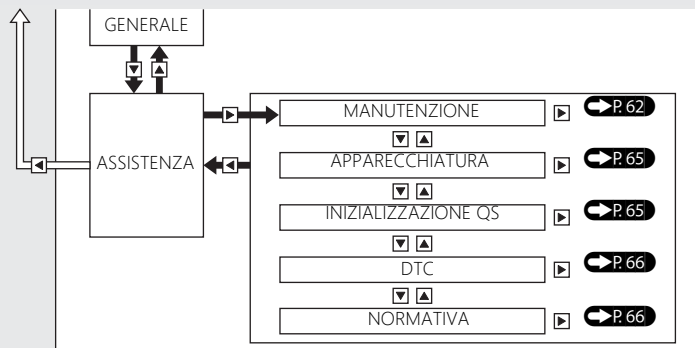 GENERALE
ASSISTENZA
MANUTENZIONE P. 62
APPARECCHIATURA P. 65
INIZIALIZZAZIONE QS P. 65
DTC P. 66
NORMATIVA P. 66